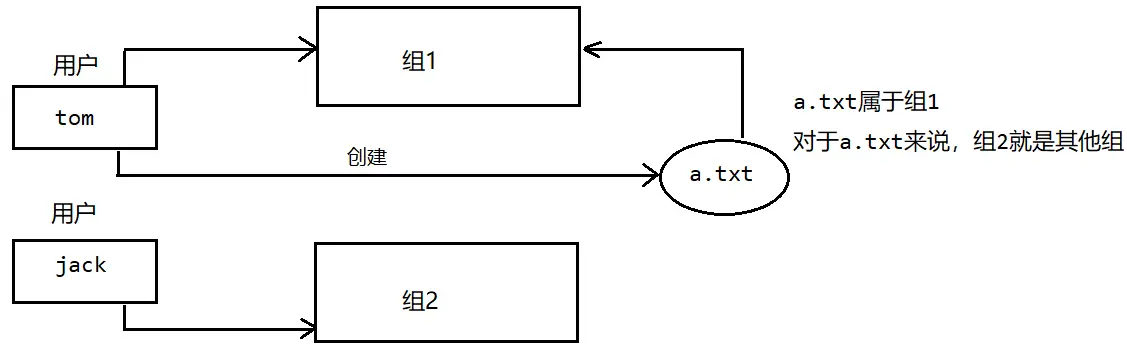 用户
tom
组1
创建
a.txt
a.txt属于组1
对于a.txt来说，组2就是其他组
用户
jack
组2